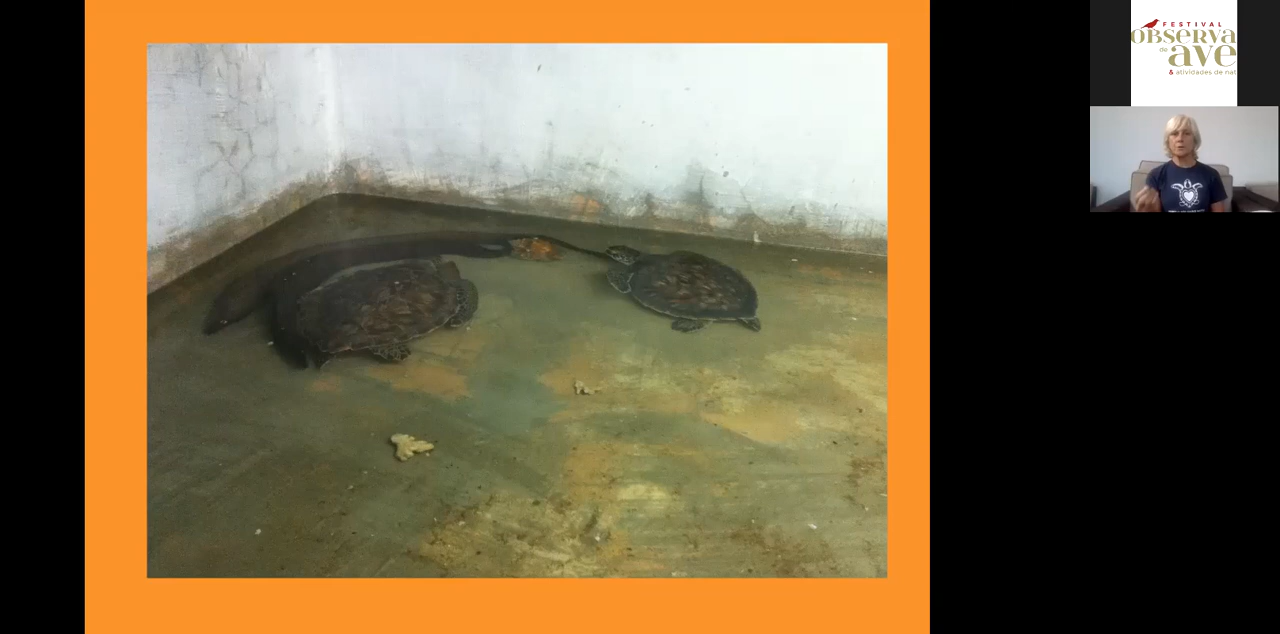 FESTIVAL
OBSERVA
de
ave
& atividades de nat